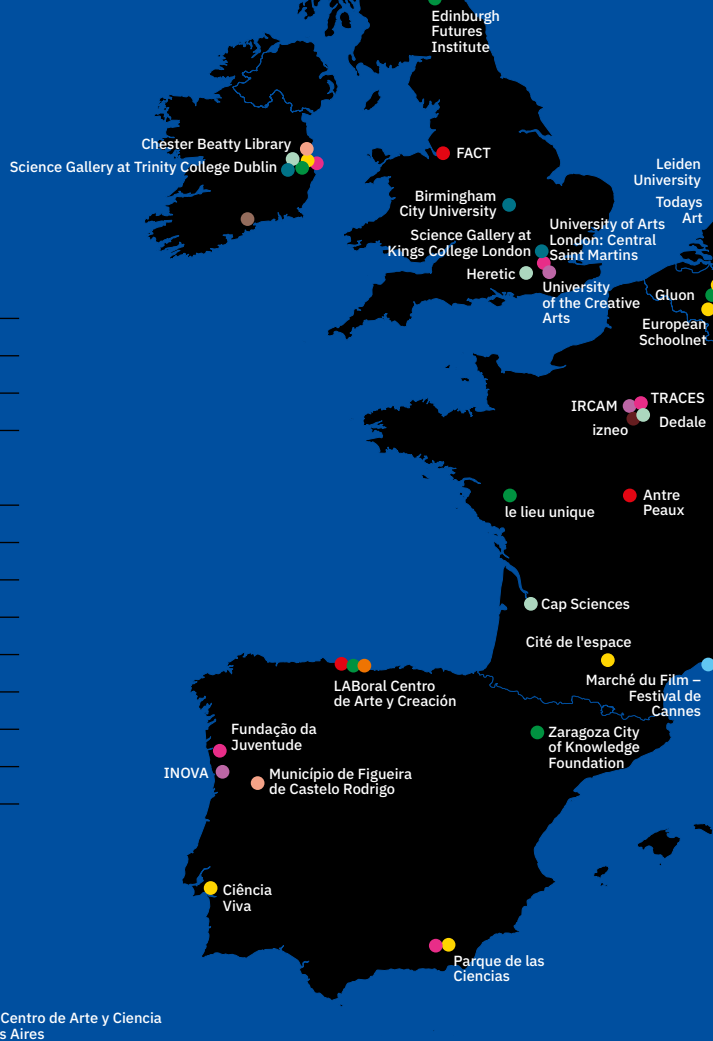 Edinburgh
Futures
Institute
Chester Beatty Library
Science Gallery at Trinity College Dublin
FACT
Leiden
University
Todays
Art
Birmingham
City University
University of Arts
London: Central
Saint Martins
Science Gallery at
Kings College London
Heretic
University
of the Creative
Arts
Gluon
European
Schoolnet
IRCAM
TRACES
izneo
Dedale
le lieu unique
Antre
Peaux
Cap Sciences
Cité de l'espace
Marché du Film –
Festival de
Cannes
LABoral Centro
de Arte y Creación
Zaragoza City
of Knowledge
Foundation
Fundação da
Juventude
INOVA
Município de Figueira
de Castelo Rodrigo
Ciência
Viva
Parque de las
Ciencias
Centro de Arte y Ciencia
s Aires